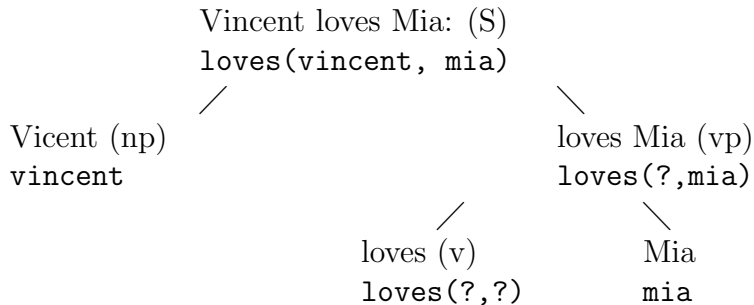 Vincent loves Mia: (S)
loves(vincent, mia)
Vicent (np)
loves Mia (vp)
vincent
loves(?,mia)
loves (v)
Mia
loves(?,?)
mia